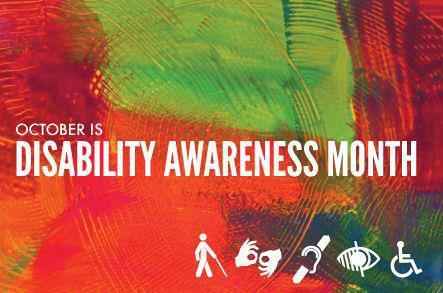 OCTOBER IS
DISABILITY AWARENESS MONTH